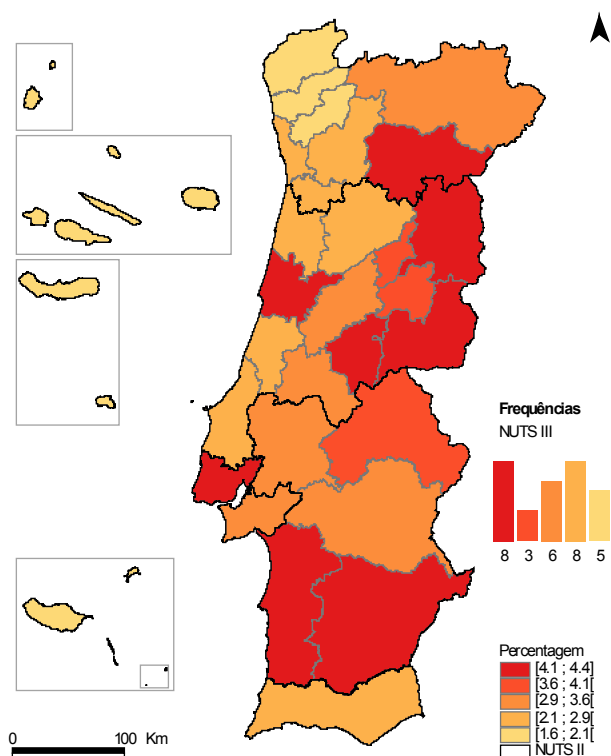 Frequências
NUTS III
8 3 6 8 5
Percentagem
[4.1 ; 4.4]
[3.6 ; 4.1[
[2.9 ; 3.6[
[2.1 ; 2.9[
[1.6 ; 2.1[
NUTS II
0 100 Km